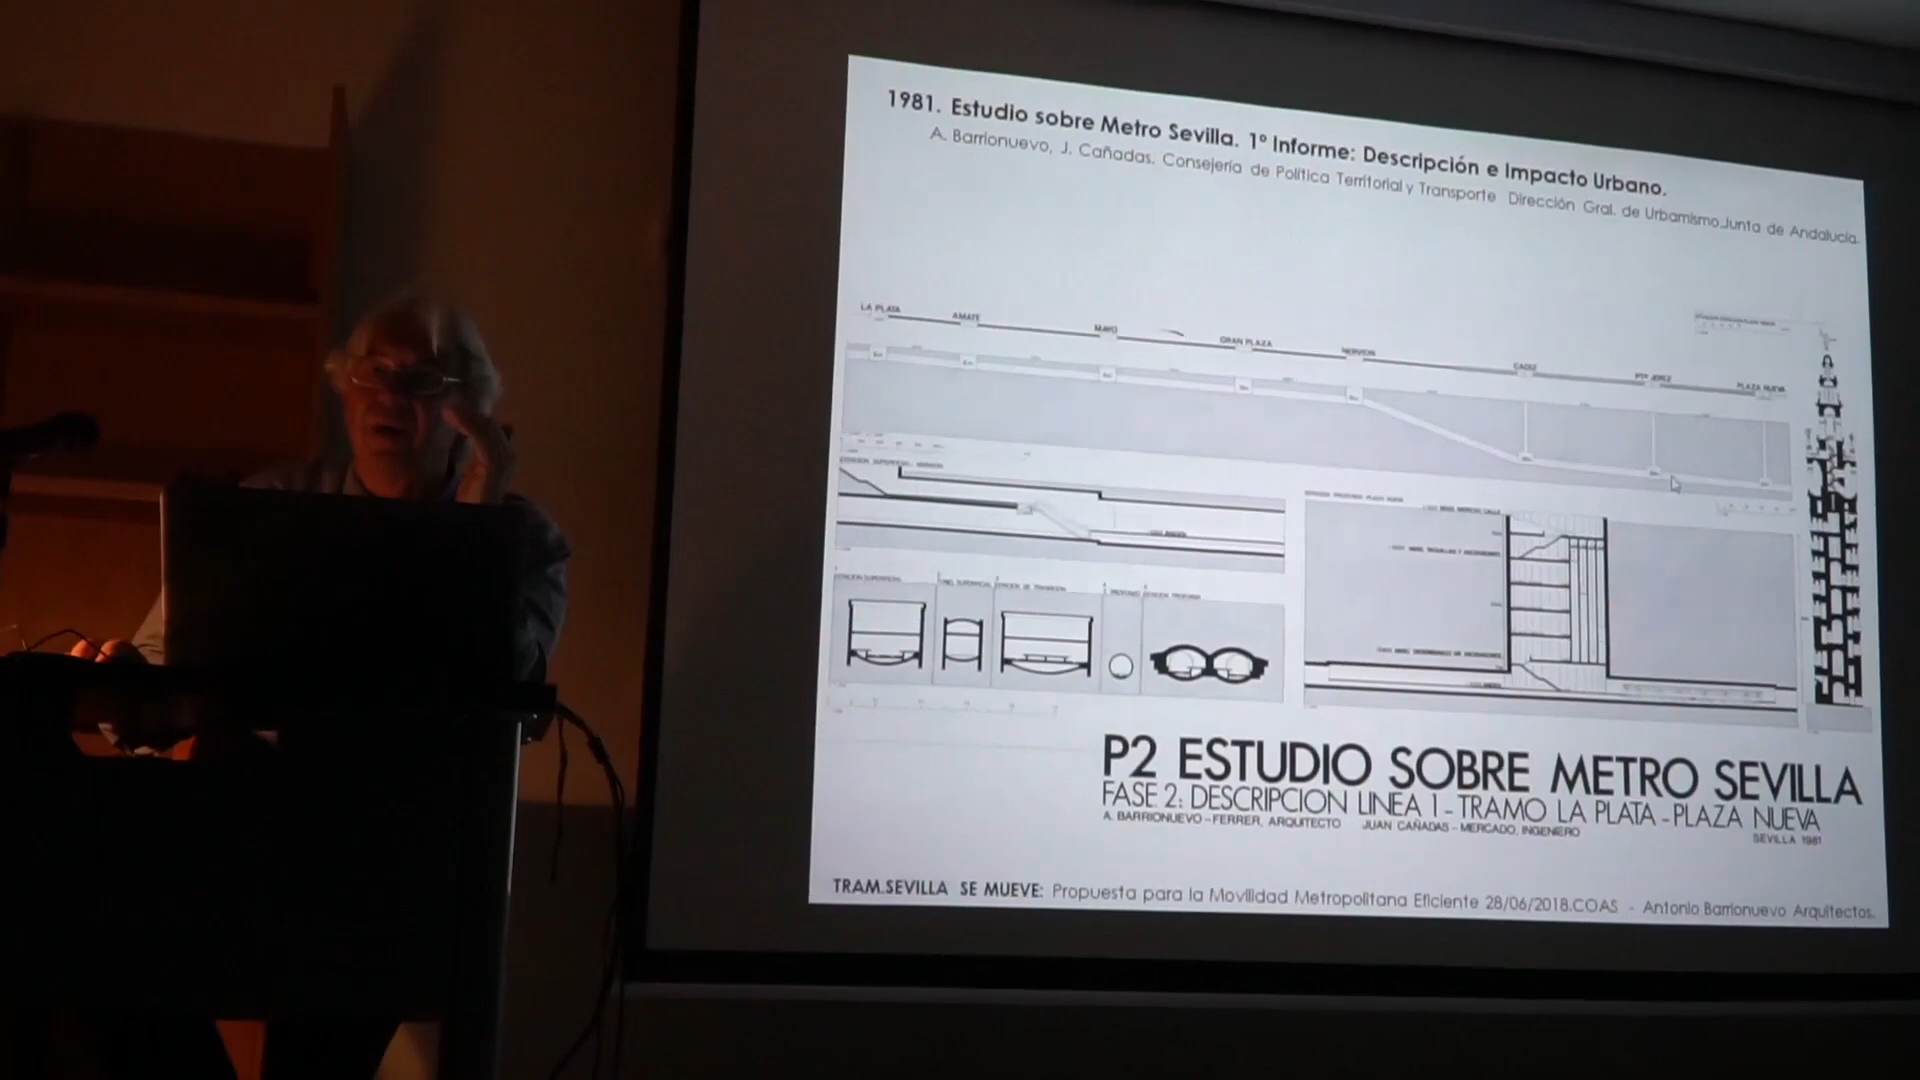 1981. Estudio sobre Metro Sevilla. 1º Informe: Descripción e Impacto Urbano.
A. Barrionuevo, J. Cañadas. Consejería de Política Territorial y Transporte Dirección Gral. de Urbamismo.Junta de Andalucía.
LA PLATA
AMATE
MAYO
GRAN PLAZA
NERVION
CADIZ
PTA JEREZ
PLAZA NUEVA
P2 ESTUDIO SOBRE METRO SEVILLA
FASE 2: DESCRIPCION LINEA 1 - TRAMO LA PLATA - PLAZA NUEVA
A. BARRIONUEVO - FERRER, ARQUITECTO JUAN CAÑADAS - MERCADO, INGENIERO
SEVILLA 1981
TRAM.SEVILLA SE MUEVE: Propuesta para la Movilidad Metropolitana Eficiente 28/06/2018.COAS - Antonio Barrionuevo Arquitectos.